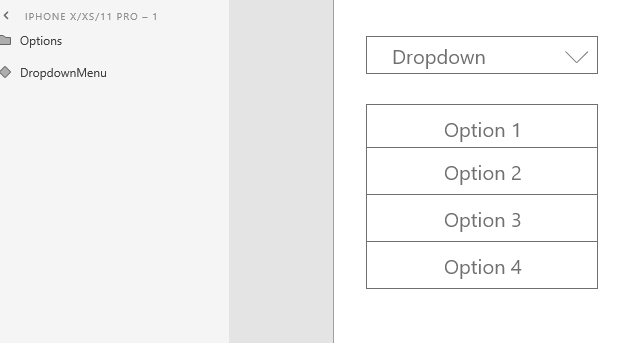 IPHONE X/XS/11 PRO – 1
Options
DropdownMenu
Dropdown
Option 1
Option 2
Option 3
Option 4